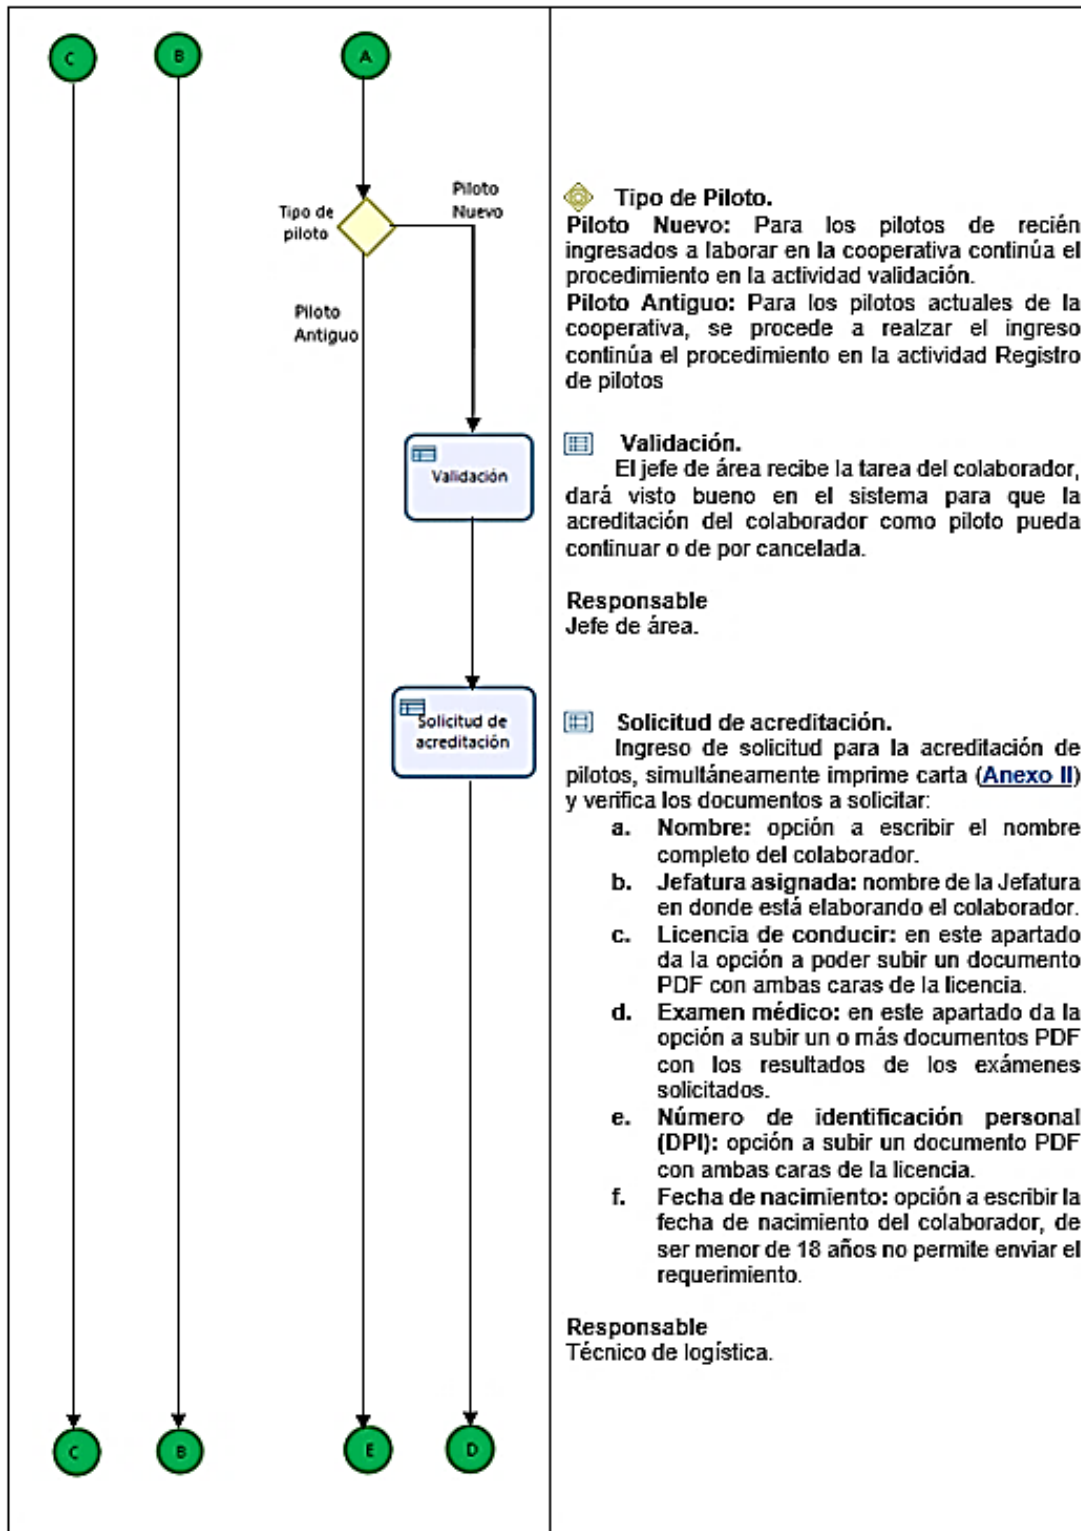 C
B
A
Tipo de
piloto
Piloto
Nuevo
Piloto
Antiguo
Validación
Solicitud de
acreditación
C
B
E
D
Tipo de Piloto.
Piloto Nuevo: Para los pilotos de recién
ingresados a laborar en la cooperativa continúa el
procedimiento en la actividad validación.
Piloto Antiguo: Para los pilotos actuales de la
cooperativa, se procede a realzar el ingreso
continúa el procedimiento en la actividad Registro
de pilotos
Validación.
El jefe de área recibe la tarea del colaborador,
dará visto bueno en el sistema para que la
acreditación del colaborador como piloto pueda
continuar o de por cancelada.
Responsable
Jefe de área.
Solicitud de acreditación.
Ingreso de solicitud para la acreditación de
pilotos, simultáneamente imprime carta (Anexo II)
y verifica los documentos a solicitar:
a. Nombre: opción a escribir el nombre
completo del colaborador.
b. Jefatura asignada: nombre de la Jefatura
en donde está elaborando el colaborador.
c. Licencia de conducir: en este apartado
da la opción a poder subir un documento
PDF con ambas caras de la licencia.
d. Examen médico: en este apartado da la
opción a subir un o más documentos PDF
con los resultados de los exámenes
solicitados.
e. Número de identificación personal
(DPI): opción a subir un documento PDF
con ambas caras de la licencia.
f. Fecha de nacimiento: opción a escribir la
fecha de nacimiento del colaborador, de
ser menor de 18 años no permite enviar el
requerimiento.
Responsable
Técnico de logística.